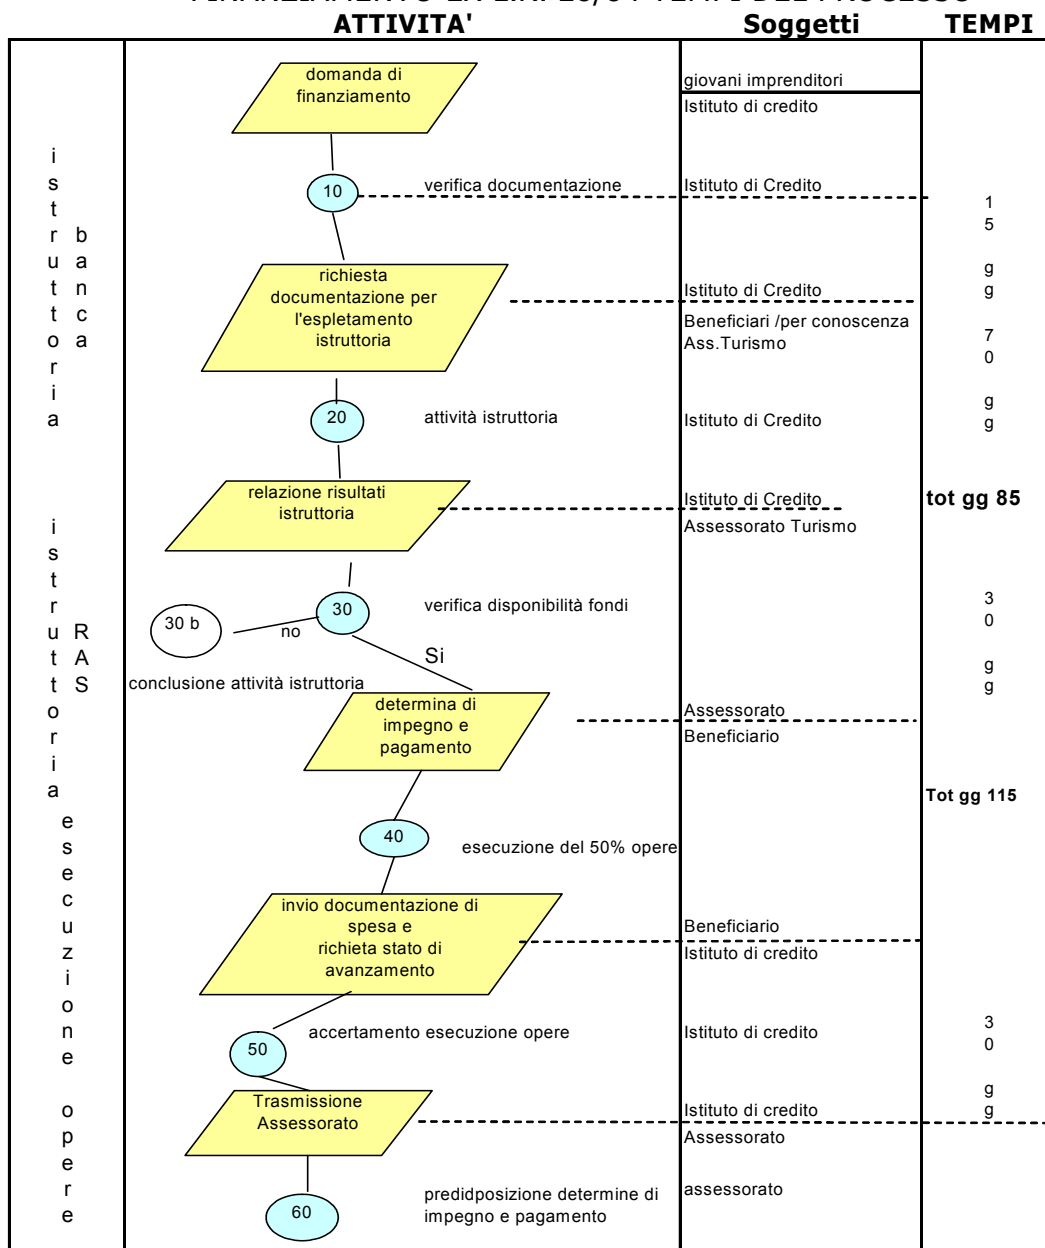 ATTIVITA' Soggetti TEMPI
domanda di
finanziamento
giovani imprenditori
Istituto di credito
istruttoria
banca
10
verifica documentazione
Istituto di Credito
15 gg
richiesta
documentazione per
l'espletamento
istruttoria
Istituto di Credito
Beneficiari /per conoscenza
Ass.Turismo
70 gg
20
attività istruttoria
Istituto di Credito
relazione risultati
istruttoria
Istituto di Credito
Assessorato Turismo
tot gg 85
istruttoria
RAS
30
verifica disponibilità fondi
30 gg
30 b
no
Si
conclusione attività istruttoria
determina di
impegno e
pagamento
Assessorato
Beneficiario
Tot gg 115
esecuzione opere
40
esecuzione del 50% opere
invio documentazione di
spesa e
richieta stato di
avanzamento
Beneficiario
Istituto di credito
50
accertamento esecuzione opere
Istituto di credito
30 gg
Trasmissione
Assessorato
Istituto di credito
Assessorato
60
predidposizione determine di
impegno e pagamento
assessorato